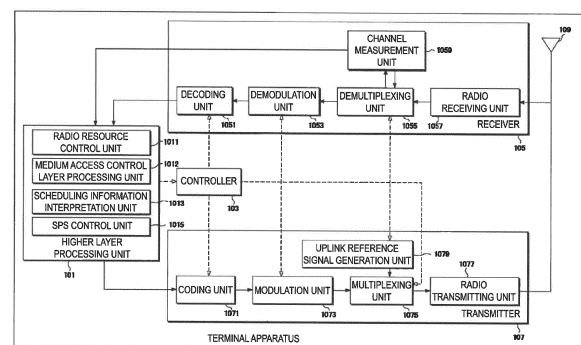 CHANNEL
MEASUREMENT
UNIT
1059
109
DECODING
UNIT
1051
DEMODULATION
UNIT
1053
DEMULTIPLEXING
UNIT
1055
RADIO
RECEIVING UNIT
1057
RECEIVER
105
RADIO RESOURCE
CONTROL UNIT
1011
MEDIUM ACCESS CONTROL
LAYER PROCESSING UNIT
1012
SCHEDULING INFORMATION
INTERPRETATION UNIT
1013
SPS CONTROL UNIT
1015
HIGHER LAYER
PROCESSING UNIT
101
CONTROLLER
103
UPLINK REFERENCE
SIGNAL GENERATION UNIT
1079
CODING UNIT
1071
MODULATION UNIT
1073
MULTIPLEXING
UNIT
1075
1077
RADIO
TRANSMITTING UNIT
TRANSMITTER
107
TERMINAL APPARATUS